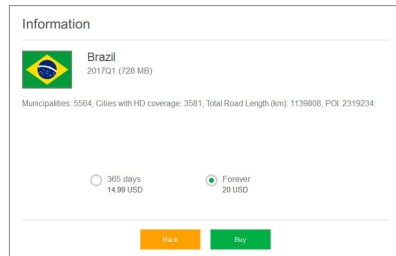 Information
Brazil
2017Q1 (728 MB)
Municipalities: 5564, Cities with HD coverage: 3581, Total Road Length (km): 1139808, POI: 2319234.
365 days
14.99 USD
Forever
20 USD
Back
Buy